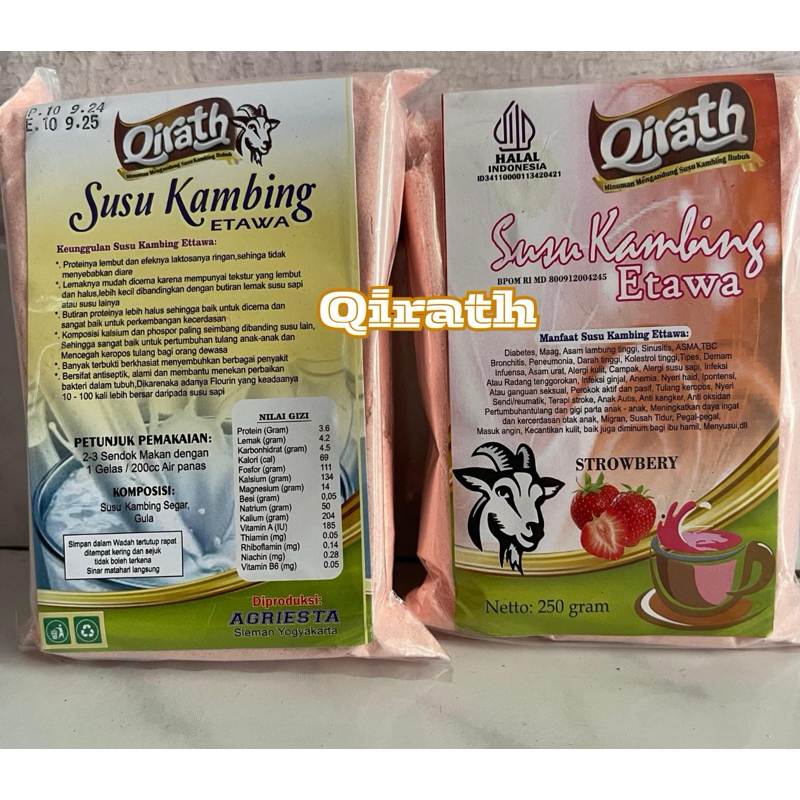 P.10 9.24
E.10 9.25
Qirath
Minuman Mengandung Susu Kambing Bubuk
Susu Kambing
ETAWA
Keunggulan Susu Kambing Ettawa:
*. Proteinya lembut dan efeknya laktosanya ringan,sehinga tidak
menyebabkan diare
*. Lemaknya mudah dicerna karena mempunyai tekstur yang lembut
dan halus,lebih kecil dibandingkan dengan butiran lemak susu sapi
atau susu lainya
*. Butiran proteinya lebih halus sehingga baik untuk dicerna dan
sangat baik untuk perkembangan kecerdasan
*. Komposisi kalsium dan phospor paling seimbang dibanding susu lain,
Sehingga sangat baik untuk pertumbuhan tulang anak-anak dan
Mencegah keropos tulang bagi orang dewasa
*. Banyak terbukti berkhasiat menyembuhkan berbagai penyakit
*. Bersifat antiseptik, alami dan membantu menekan perbaikan
bakteri dalam tubuh,Dikarenaka adanya Flourin yang keadaanya
10 - 100 kali lebih bersar daripada susu sapi
PETUNJUK PEMAKAIAN:
2-3 Sendok Makan dengan
1 Gelas / 200cc Air panas
KOMPOSISI:
Susu Kambing Segar,
Gula
Simpan dalam Wadah tertutup rapat
ditempat kering dan sejuk
tidak boleh terkena
Sinar matahari langsung
NILAI GIZI
Protein (Gram) 3.6
Lemak (gram) 4.2
Karbonhidrat (gram) 4.5
Kalori (cal) 69
Fosfor (gram) 111
Kalsium (gram) 134
Magnesium (gram) 14
Besi (gram) 0,05
Natrium (gram) 50
Kalium (gram) 204
Vitamin A (IU) 185
Thiamin (mg) 0.05
Rhiboflamin (mg) 0.14
Niachin (mg) 0.28
Vitamin B6 (mg) 0.05
Diproduksi:
AGRIESTA
Sleman Yogyakarta
Qirath
HALAL
INDONESIA
ID34110000113420421
Qirath
Minuman Mengandung Susu Kambing Bubuk
Susu Kambing
Etawa
BPOM RI MD 800912004245
Manfaat Susu Kambing Ettawa:
Diabetes, Maag, Asam lambung tinggi, Sinusitis, ASMA,TBC
Bronchitis, Peneumonia, Darah tinggi, Kolestrol tinggi,Tipes, Demam
Infuensa, Asam urat, Alergi kulit, Campak, Alergi susu sapi, Infeksi
Atau Radang tenggorokan, Infeksi ginjal, Anemia, Nyeri haid, Ipontensi,
Atau ganguan seksual, Perokok aktif dan pasif, Tulang keropos, Nyeri
Sendi/reumatik, Terapi stroke, Anak Autis, Anti kangker, Anti oksidan
Pertumbuhantulang dan gigi parla anak - anak, Meningkatkan daya ingat
dan kercerdasan otak anak, Migran, Susah Tidur, Pegal-pegral,
Masuk angin, Kecantikan kulit, baik juga diminum bagi ibu hamil, Menyusui,dll
STROWBERY
Netto: 250 gram